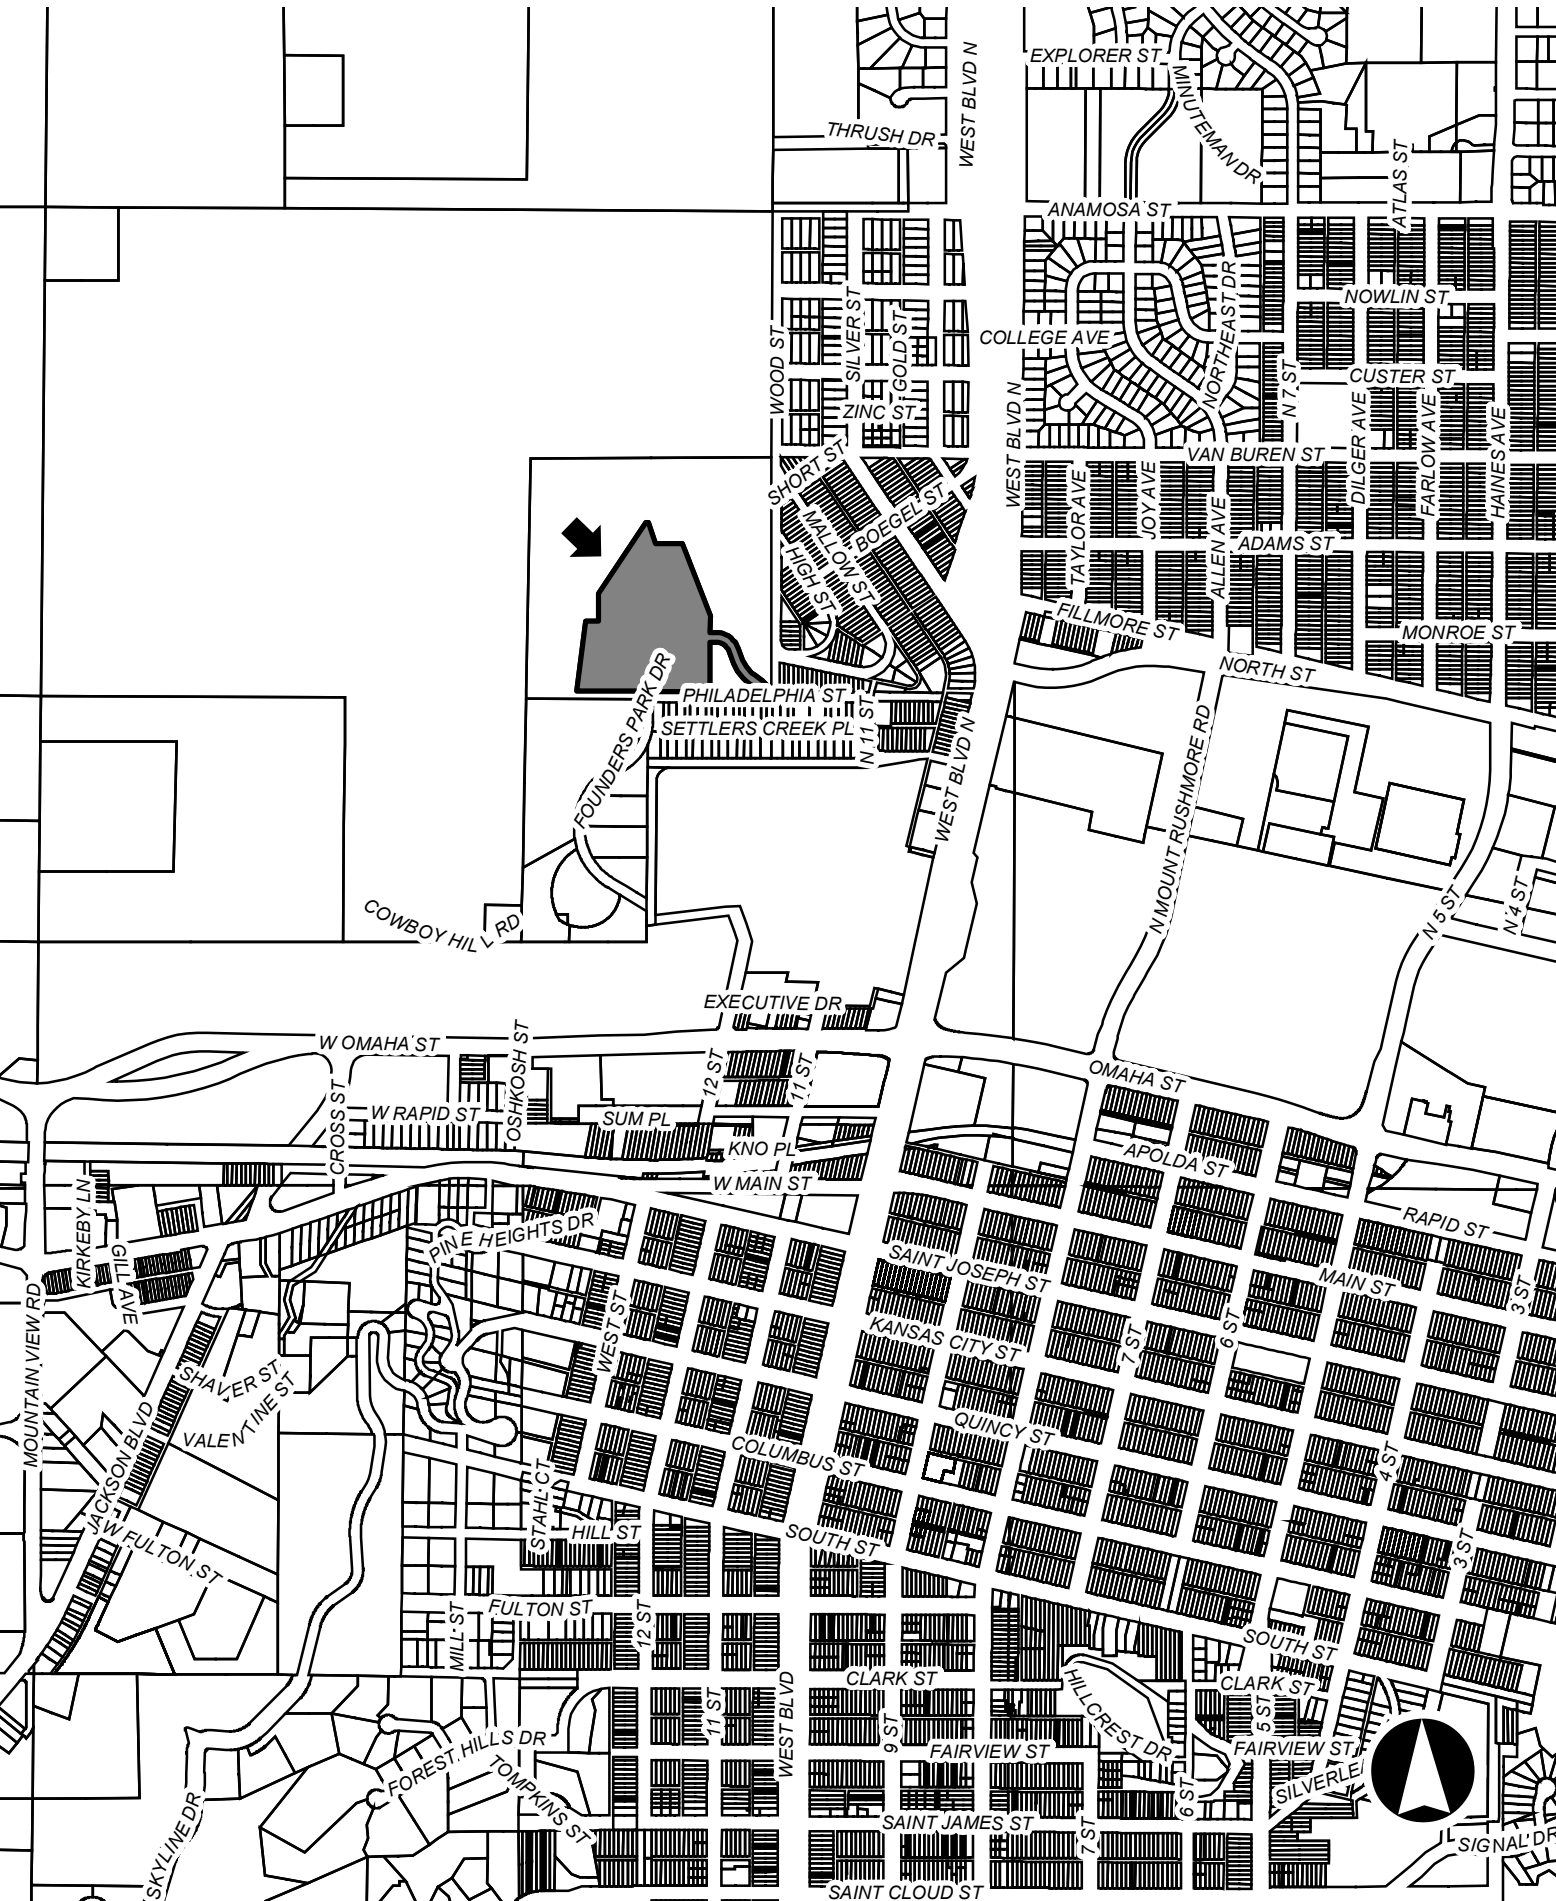 EXPLORER ST
WEST BLVD N
MINUTEMAN DR
THRUSH DR
ATLAS ST
ANAMOSA ST
NOWLIN ST
NORTHEAST DR
SILVER ST
GOLD ST
WOOD ST
COLLEGE AVE
CUSTER ST
N 7 ST
ZINC ST
WEST BLVD N
DILGER AVE
FARLOW AVE
HAINES AVE
VAN BUREN ST
SHORT ST
BOEGEL ST
MALLOW ST
HIGH ST
TAYLOR AVE
JOY AVE
ALLEN AVE
ADAMS ST
FILLMORE ST
MONROE ST
NORTH ST
FOUNDERS PARK DR
PHILADELPHIA ST
SETTLERS CREEK PL
N 11 ST
WEST BLVD N
N MOUNT RUSHMORE RD
COWBOY HILL RD
N 5 ST
N 4 ST
EXECUTIVE DR
W OMAHA ST
OSHKOSH ST
12 ST
11 ST
OMAHA ST
CROSS ST
W RAPID ST
SUM PL
KNO PL
W MAIN ST
APOLDA ST
KIRKEBY LN
GILL AVE
PINE HEIGHTS DR
RAPID ST
SAINT JOSEPH ST
MAIN ST
3 ST
MOUNTAIN VIEW RD
WEST ST
KANSAS CITY ST
7 ST
6 ST
SHAVER ST
VALENTINE ST
JACKSON BLVD
QUINCY ST
COLUMBUS ST
4 ST
STAHL CT
HILL ST
SOUTH ST
W FULTON ST
3 ST
FULTON ST
MILL ST
12 ST
SOUTH ST
CLARK ST
CLARK ST
HILLCREST DR
WEST BLVD
11 ST
9 ST
5 ST
FOREST HILLS DR
FAIRVIEW ST
FAIRVIEW ST
TOMPKINS ST
SILVERLE
6 ST
SKYLINE DR
SAINT JAMES ST
7 ST
SIGNAL DR
SAINT CLOUD ST